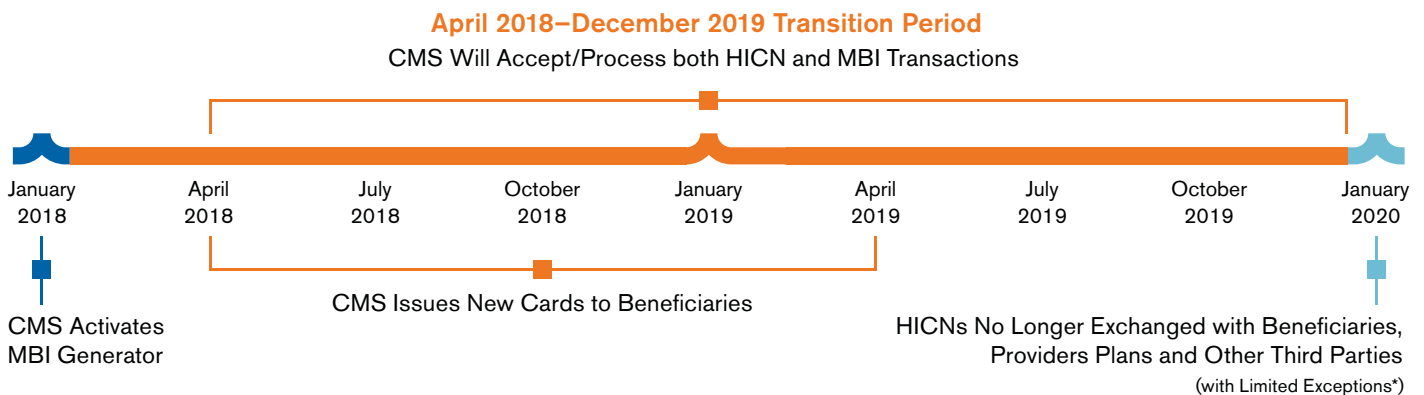 April 2018–December 2019 Transition Period
CMS Will Accept/Process both HICN and MBI Transactions
January
2018
April
2018
July
2018
October
2018
January
2019
April
2019
July
2019
October
2019
January
2020
CMS Issues New Cards to Beneficiaries
CMS Activates
MBI Generator
HICNs No Longer Exchanged with Beneficiaries,
Providers Plans and Other Third Parties
(with Limited Exceptions*)